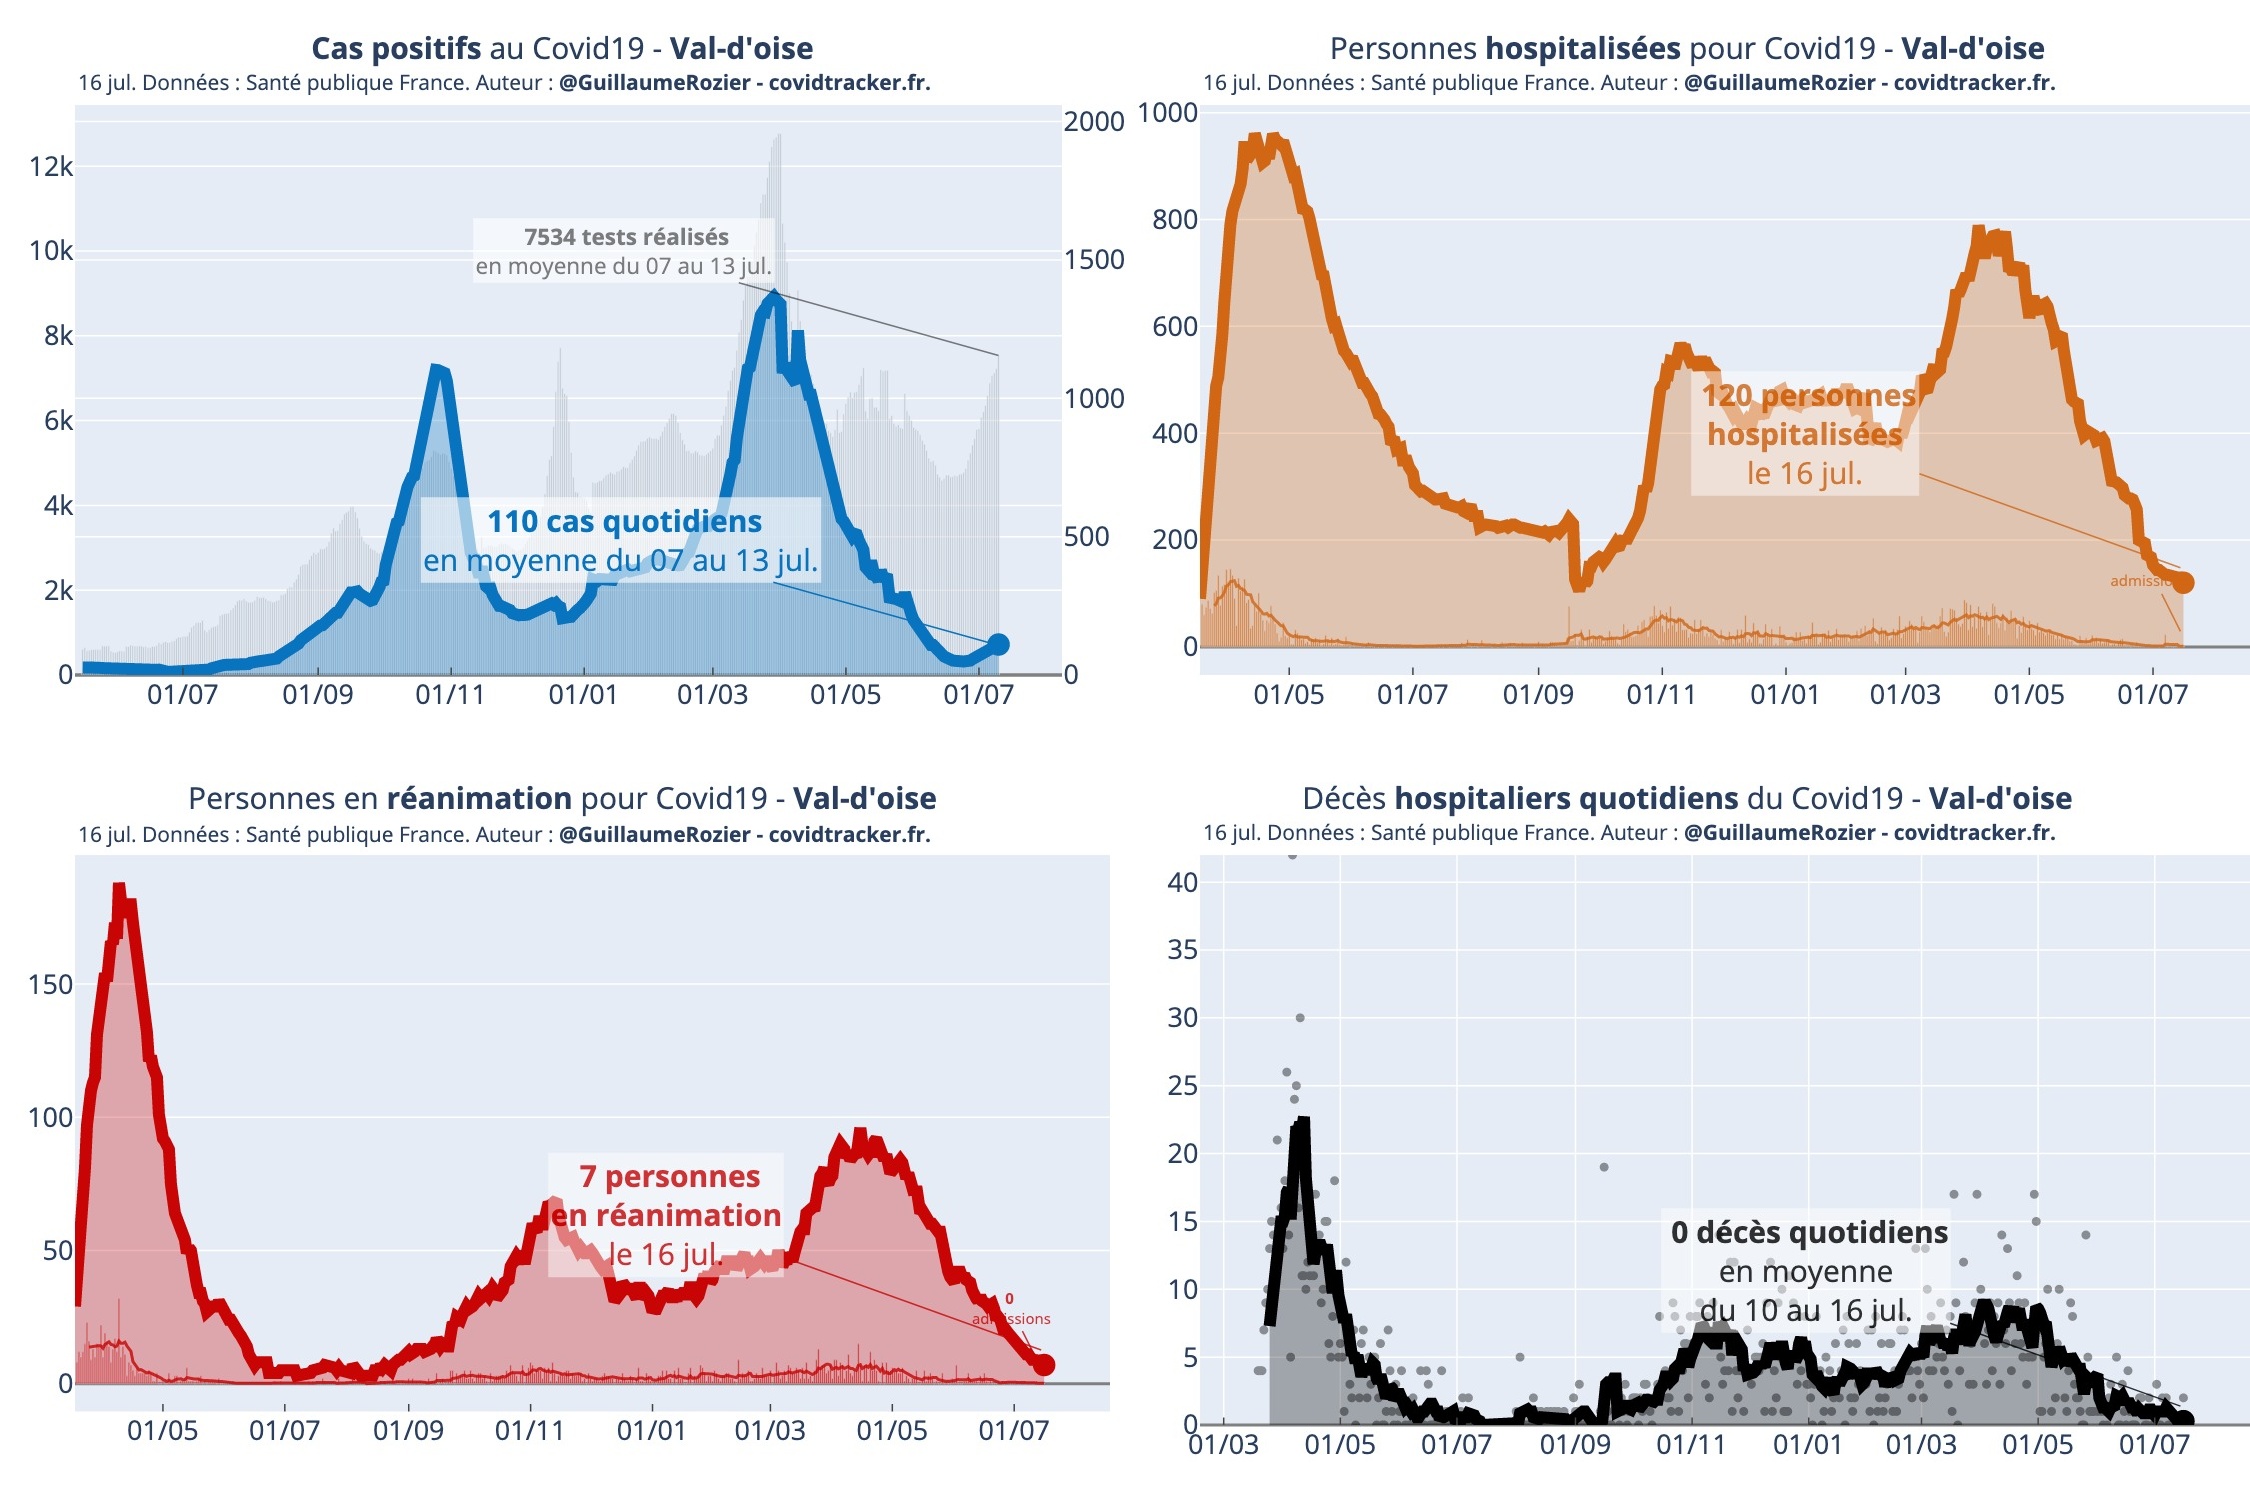 Cas positifs au Covid19 - Val-d'oise
16 jul. Données : Santé publique France. Auteur : @GuillaumeRozier - covidtracker.fr.
12k
10k
8k
6k
4k
2k
0
2000
1500
1000
500
0
7534 tests réalisés
en moyenne du 07 au 13 jul.
110 cas quotidiens
en moyenne du 07 au 13 jul.
01/07 01/09 01/11 01/01 01/03 01/05 01/07
Personnes hospitalisées pour Covid19 - Val-d'oise
16 jul. Données : Santé publique France. Auteur : @GuillaumeRozier - covidtracker.fr.
1000
800
600
400
200
0
120 personnes
hospitalisées
le 16 jul.
01/05 01/07 01/09 01/11 01/01 01/03 01/05 01/07
Personnes en réanimation pour Covid19 - Val-d'oise
16 jul. Données : Santé publique France. Auteur : @GuillaumeRozier - covidtracker.fr.
150
100
50
0
7 personnes
en réanimation
le 16 jul.
0
admissions
01/05 01/07 01/09 01/11 01/01 01/03 01/05 01/07
Décès hospitaliers quotidiens du Covid19 - Val-d'oise
16 jul. Données : Santé publique France. Auteur : @GuillaumeRozier - covidtracker.fr.
40
35
30
25
20
15
10
5
0
0 décès quotidiens
en moyenne
du 10 au 16 jul.
01/03 01/05 01/07 01/09 01/11 01/01 01/03 01/05 01/07